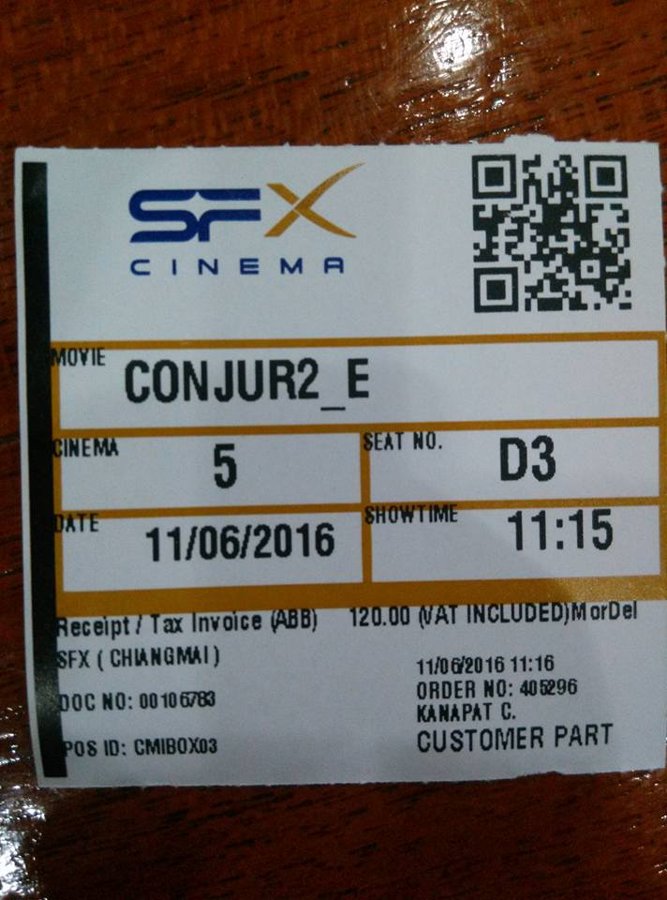 SFX
CINEMA
MOVIE CONJUR2_E
CINEMA 5 SEAT NO. D3
DATE 11/06/2016 SHOWTIME 11:15
Receipt / Tax Invoice (ABB) 120.00 (VAT INCLUDED)MorDel
SFX ( CHIANGMAI )
11/06/2016 11:16
DOC NO: 00106783 ORDER NO: 405296
KANAPAT C.
POS ID: CMIBOX03 CUSTOMER PART